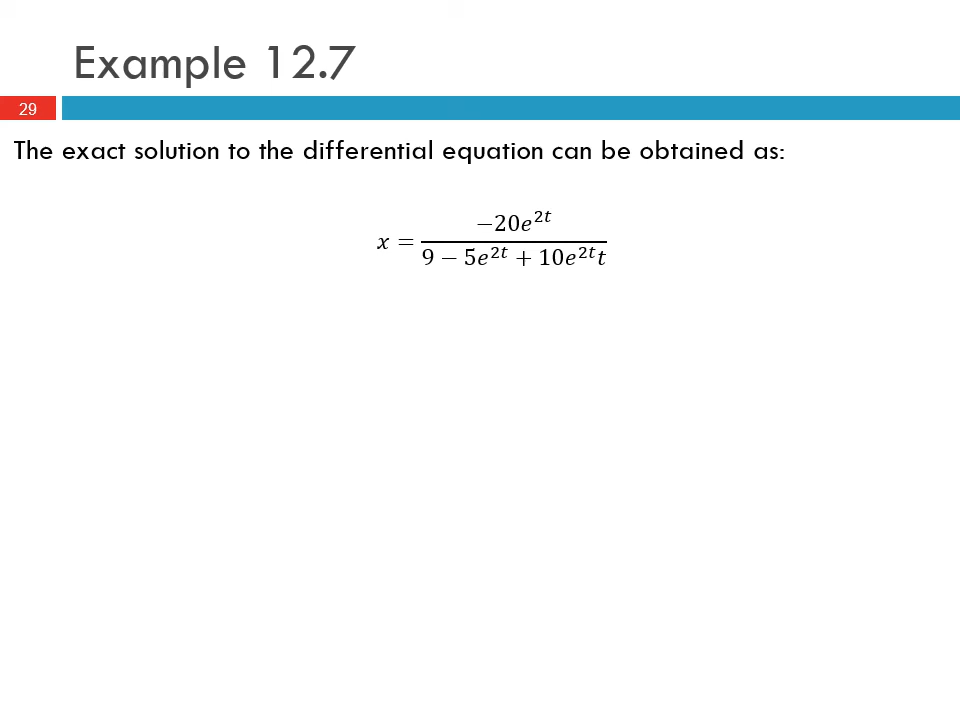 Example 12.7
29
The exact solution to the differential equation can be obtained as:
x = \frac{-20e^{2t}}{9 - 5e^{2t} + 10e^{2t}t}